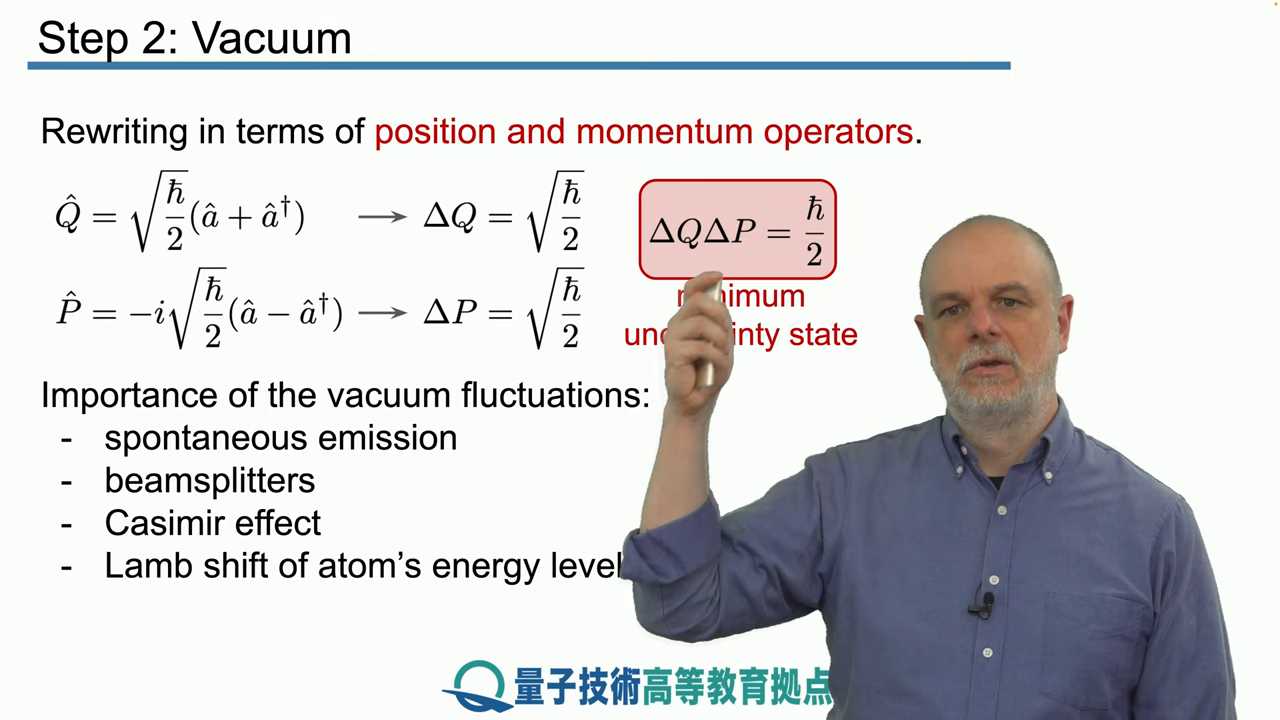 Step 2: Vacuum
Rewriting in terms of position and momentum operators.
Q̂ = √(ħ/2)(â + â†) → ΔQ = √(ħ/2)
ΔQΔP = ħ/2
P̂ = −i√(ħ/2)(â − â†) → ΔP = √(ħ/2)
state
Importance of the vacuum fluctuations:
- spontaneous emission
- beamsplitters
- Casimir effect
- Lamb shift of atom’s energy level
量子技術高等教育拠点